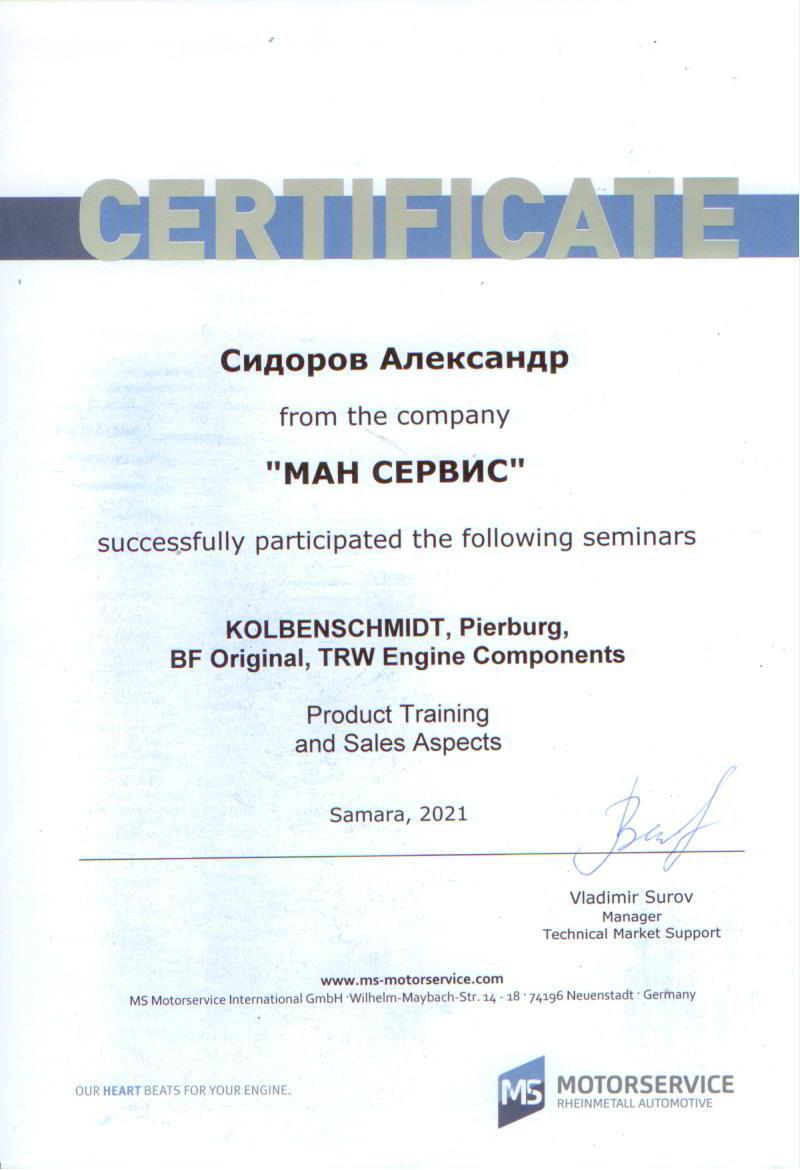 CERTIFICATE
Сидоров Александр
from the company
"МАН СЕРВИС"
successfully participated the following seminars
KOLBENSCHMIDT, Pierburg,
BF Original, TRW Engine Components
Product Training
and Sales Aspects
Samara, 2021
Vladimir Surov
Manager
Technical Market Support
www.ms-motorservice.com
MS Motorservice International GmbH · Wilhelm-Maybach-Str. 14 - 18 · 74196 Neuenstadt · Germany
OUR HEART BEATS FOR YOUR ENGINE.
MS MOTORSERVICE
RHEINMETALL AUTOMOTIVE